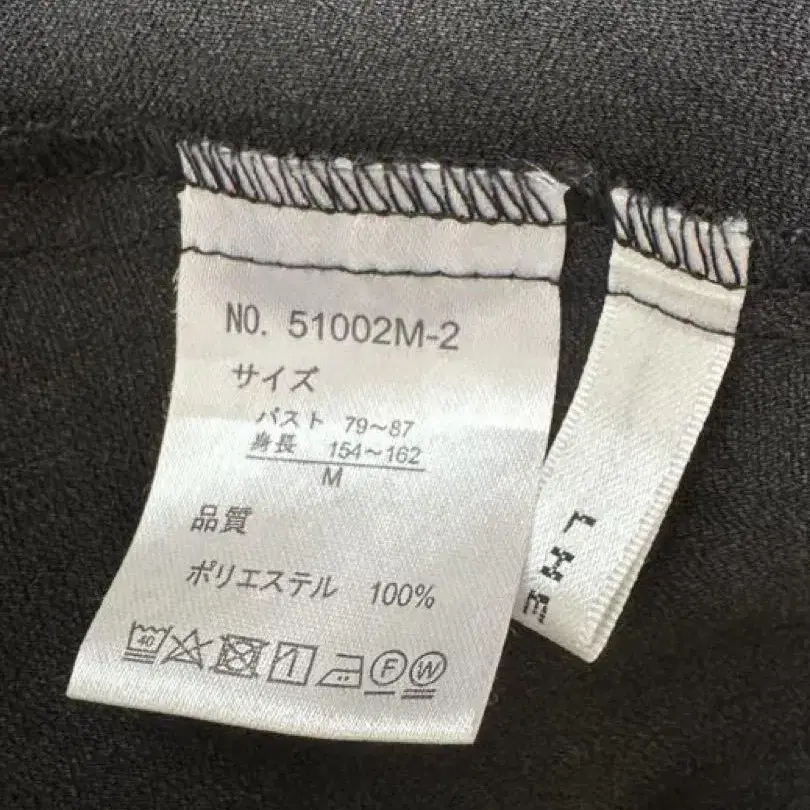 NO. 51002M-2
サイズ
バスト 79～87
身長 154～162
M
品質
ポリエステル 100%
40
F W